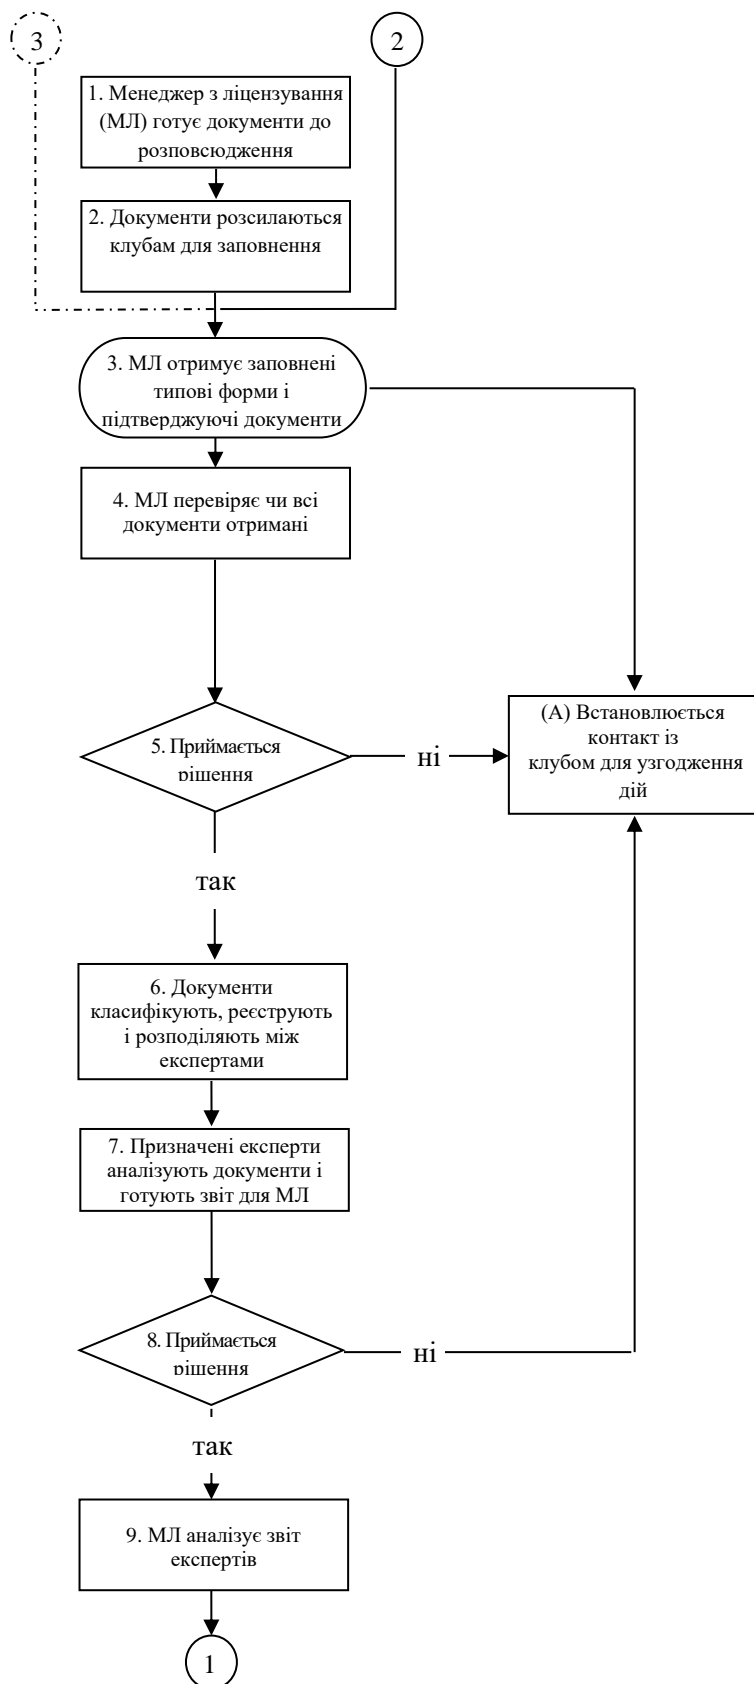 3
2
1. Менеджер з ліцензування
(МЛ) готує документи до
розповсюдження
2. Документи розсилаються
клубам для заповнення
3. МЛ отримує заповнені
типові форми і
підтверджуючі документи
4. МЛ перевіряє чи всі
документи отримані
(А) Встановлюється
контакт із
клубом для узгодження
дій
5. Приймається
рішення
ні
так
6. Документи
класифікують, реєструють
і розподіляють між
експертами
7. Призначені експерти
аналізують документи і
готують звіт для МЛ
8. Приймається
рішення
ні
так
9. МЛ аналізує звіт
експертів
1